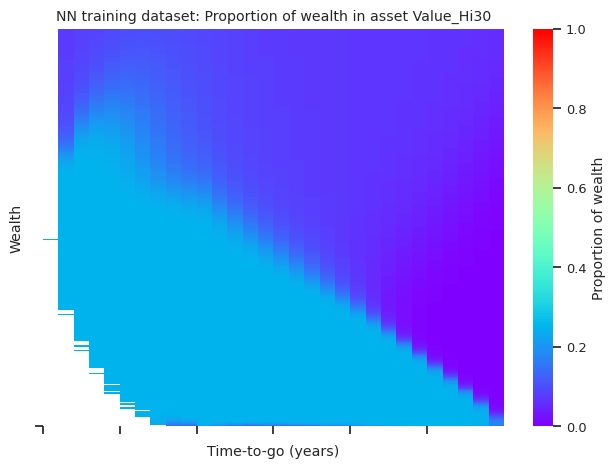 NN training dataset: Proportion of wealth in asset Value_Hi30
Wealth
Time-to-go (years)
1.0
0.8
0.6
0.4
0.2
0.0
Proportion of wealth